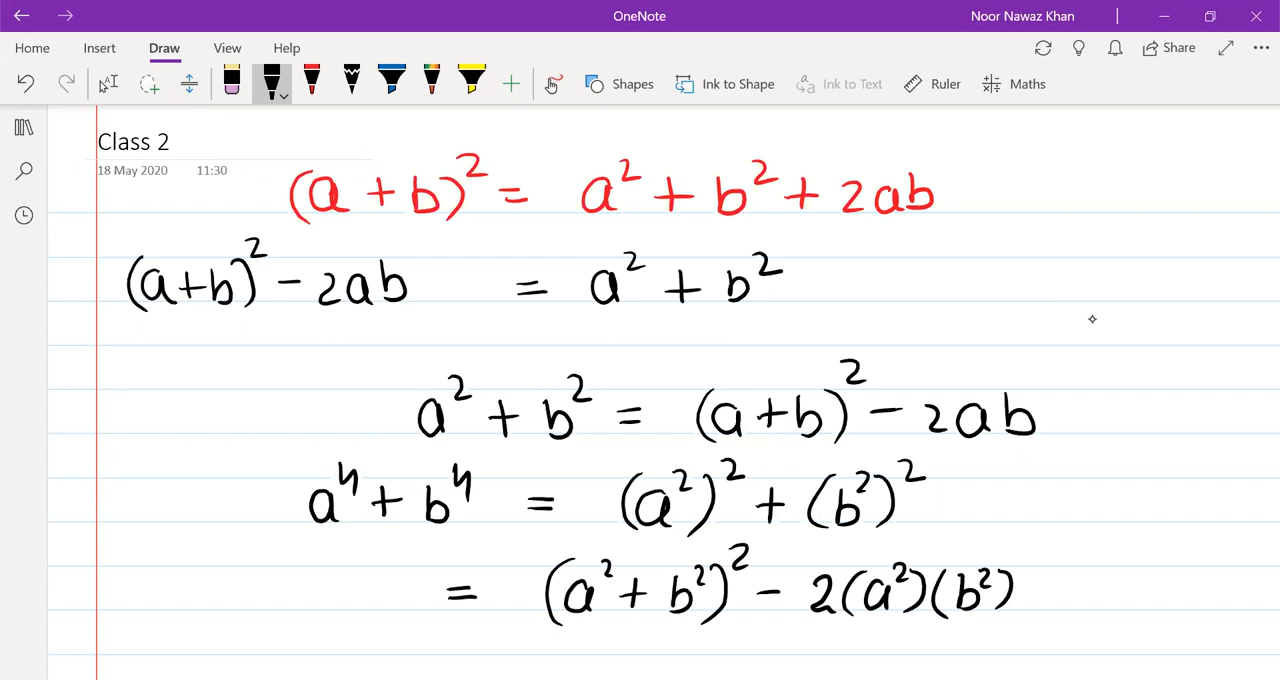 OneNote
Noor Nawaz Khan
Home Insert Draw View Help
Share
Shapes Ink to Shape Ink to Text Ruler Maths
Class 2
18 May 2020 11:30
(a + b)² = a² + b² + 2ab
(a+b)² - 2ab = a² + b²
a² + b² = (a+b)² - 2ab
a⁴ + b⁴ = (a²)² + (b²)²
= (a² + b²)² - 2(a²)(b²)